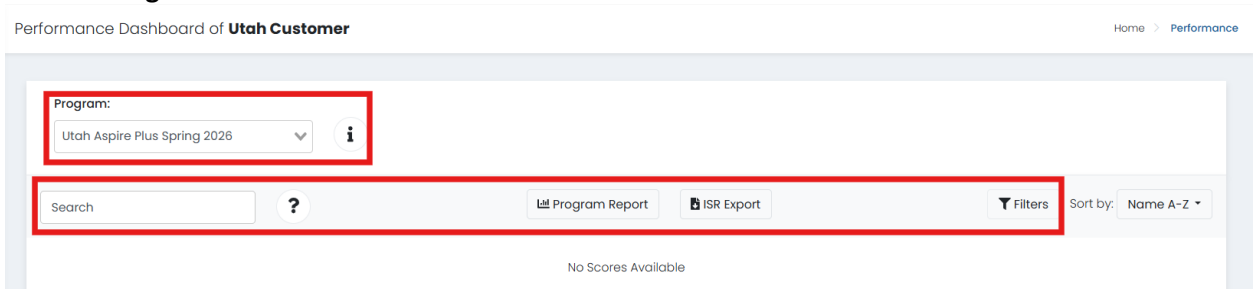 Performance Dashboard of Utah Customer
Home > Performance
Program:
Utah Aspire Plus Spring 2026
i
Search ? Program Report ISR Export Filters Sort by: Name A-Z
No Scores Available